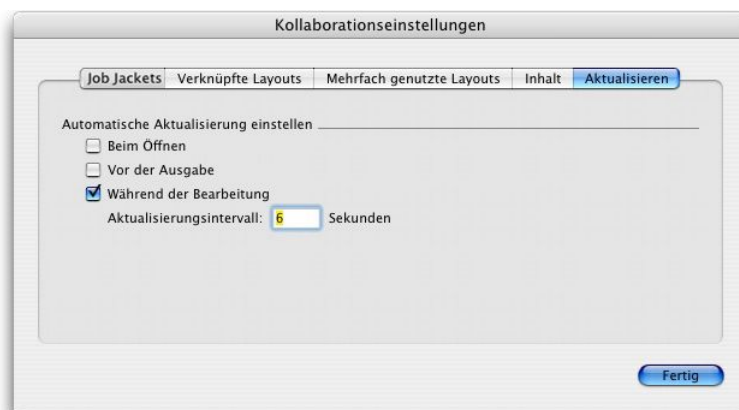 Kollaborationseinstellungen
Job Jackets Verknüpfte Layouts Mehrfach genutzte Layouts Inhalt Aktualisieren
Automatische Aktualisierung einstellen
Beim Öffnen
Vor der Ausgabe
Während der Bearbeitung
Aktualisierungsintervall: 6 Sekunden
Fertig